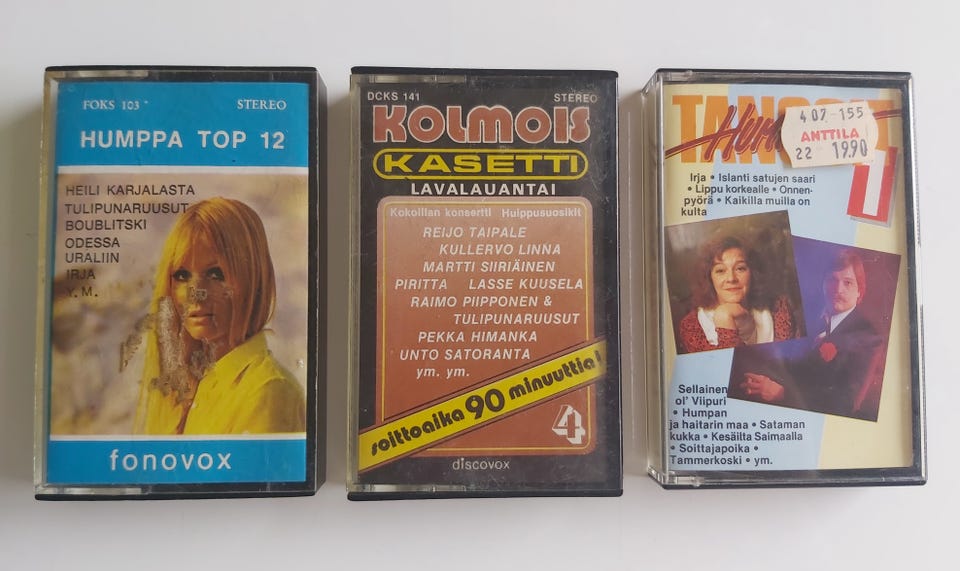 FOKS 103 STEREO
HUMPPA TOP 12
HEILI KARJALASTA
TULIPUNARUUSUT
BOUBLITSKI
ODESSA
URALIIN
IRJA
Y. M.
fonovox
DCKS 141 STEREO
KOLMOIS
KASETTI
LAVALAUANTAI
Kokoillan konsertti Huippusuosikit
REIJO TAIPALE
KULLERVO LINNA
MARTTI SIIRIÄINEN
PIRITTA LASSE KUUSELA
RAIMO PIIPPONEN &
TULIPUNARUUSUT
PEKKA HIMANKA
UNTO SATORANTA
ym. ym.
soittoaika 90 minuuttia!
4
discovox
407-155
ANTTILA
22 19.90
1
Irja • Islanti satujen saari
• Lippu korkealle • Onnen-
pyörä • Kaikilla muilla on
kulta
Sellainen
ol' Viipuri
• Humpan
ja haitarin maa • Sataman
kukka • Kesäilta Saimaalla
• Soittajapoika •
Tammerkoski • ym.